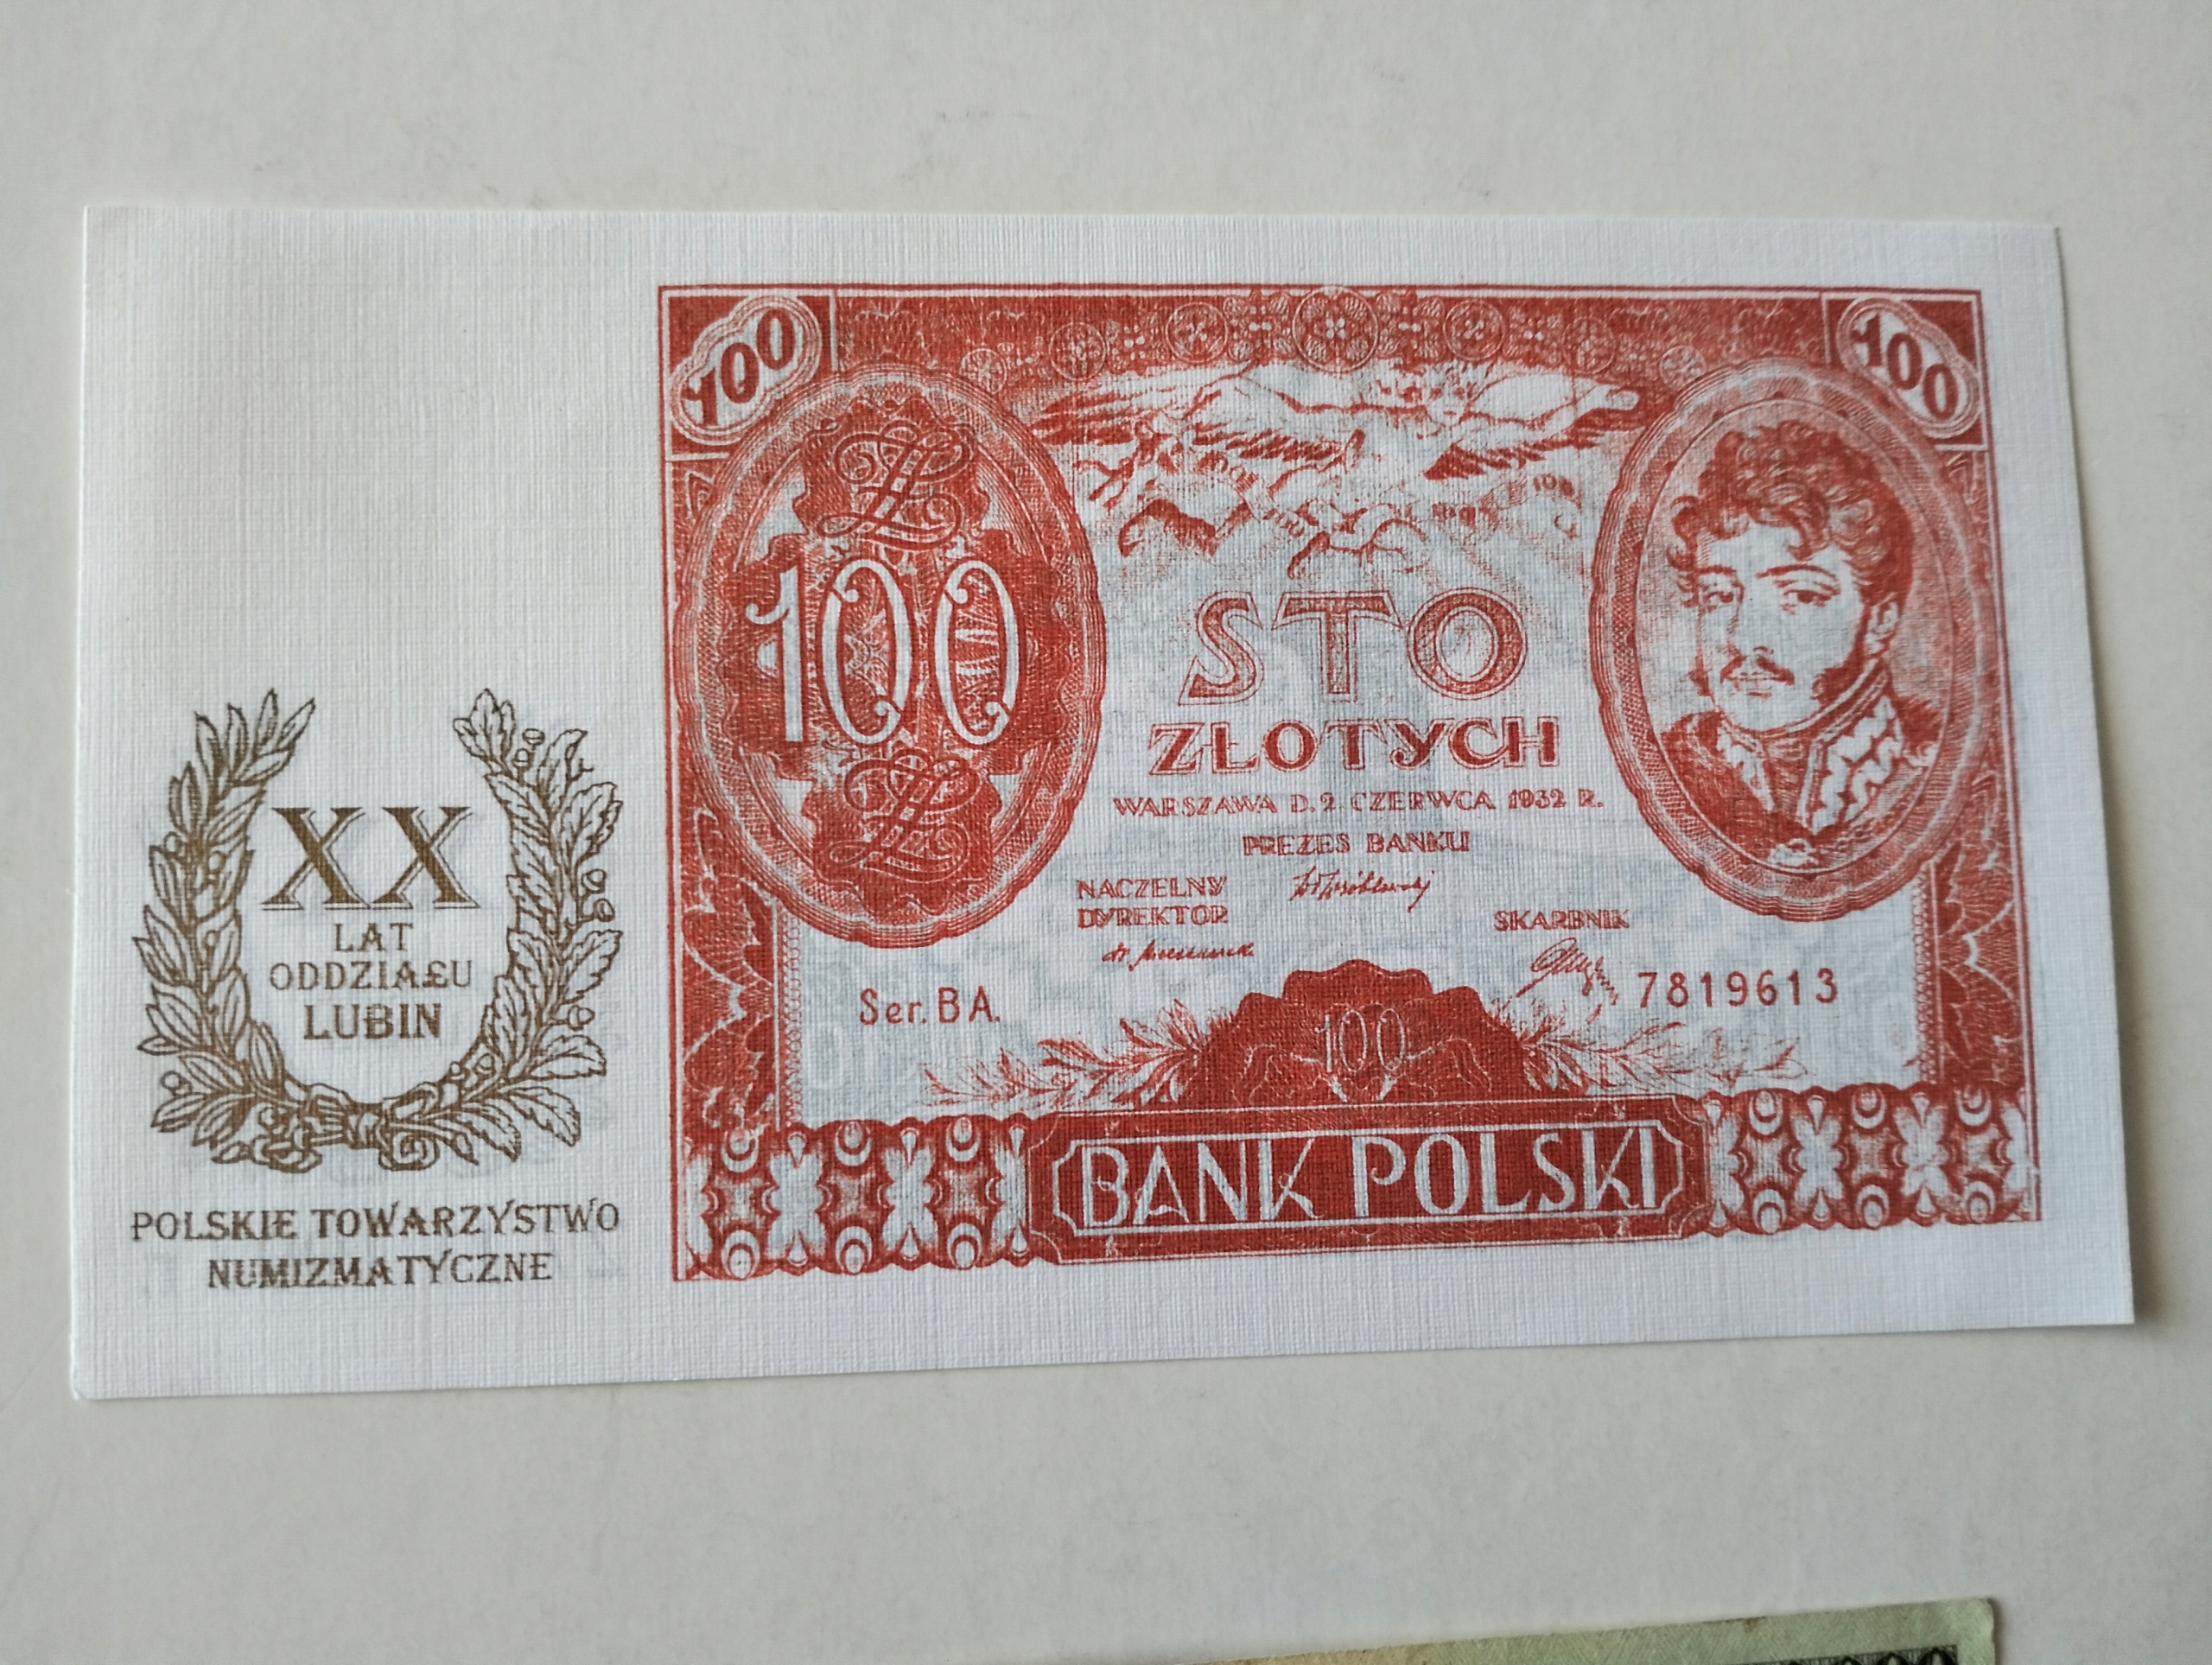 100
100
100
STO
ZŁOTYCH
WARSZAWA D. 2 CZERWCA 1932 R.
PREZES BANKU
NACZELNY
DYREKTOR
SKARBNIK
Ser. B A.
7819613
100
BANK POLSKI
XX
LAT
ODDZIAŁU
LUBIN
POLSKIE TOWARZYSTWO
NUMIZMATYCZNE